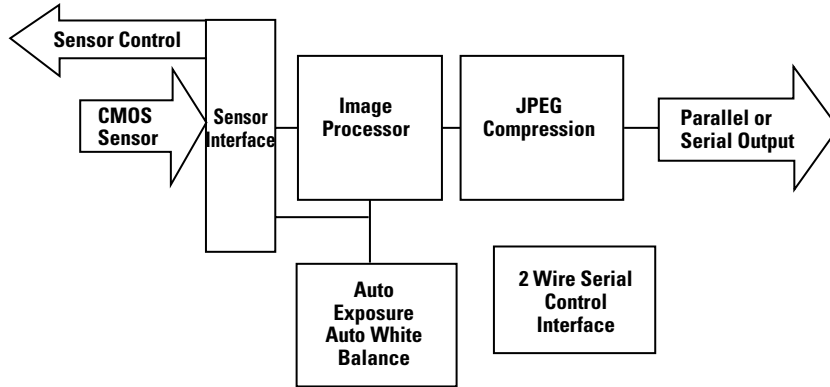 Sensor Control
CMOS
Sensor
Sensor
Interface
Image
Processor
JPEG
Compression
Parallel or
Serial Output
Auto
Exposure
Auto White
Balance
2 Wire Serial
Control
Interface